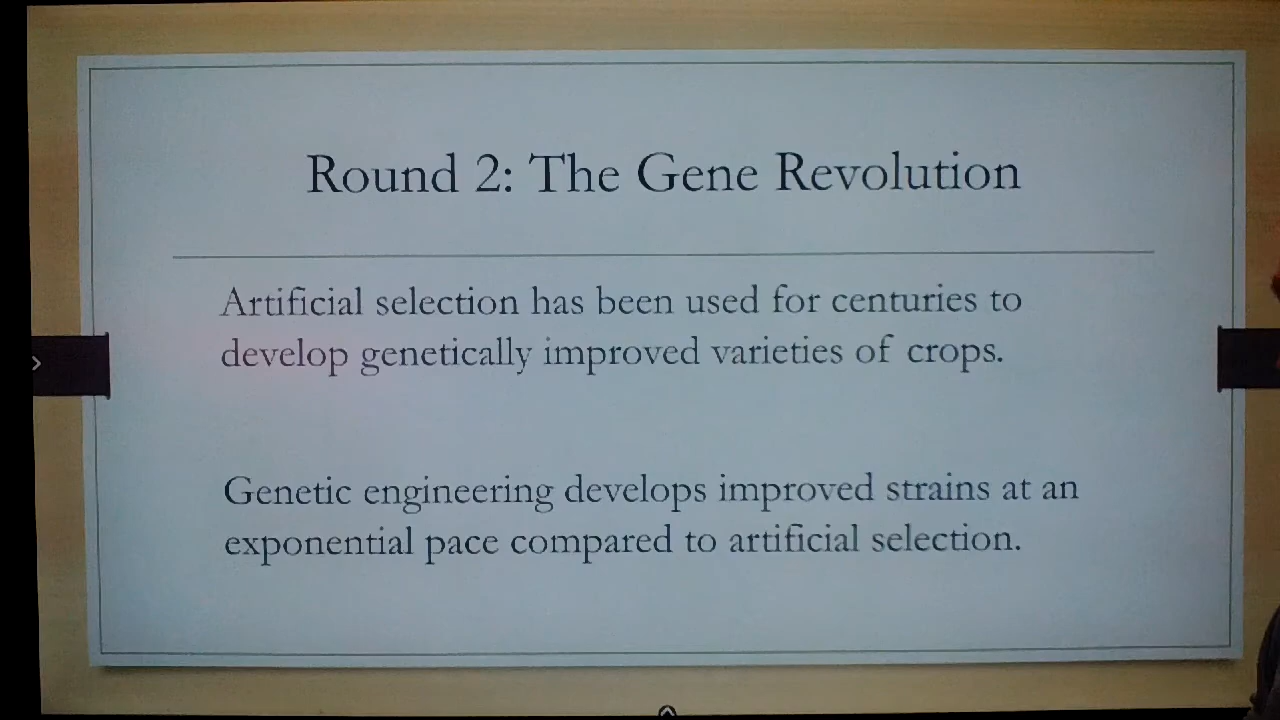 Round 2: The Gene Revolution
Artificial selection has been used for centuries to
develop genetically improved varieties of crops.
Genetic engineering develops improved strains at an
exponential pace compared to artificial selection.